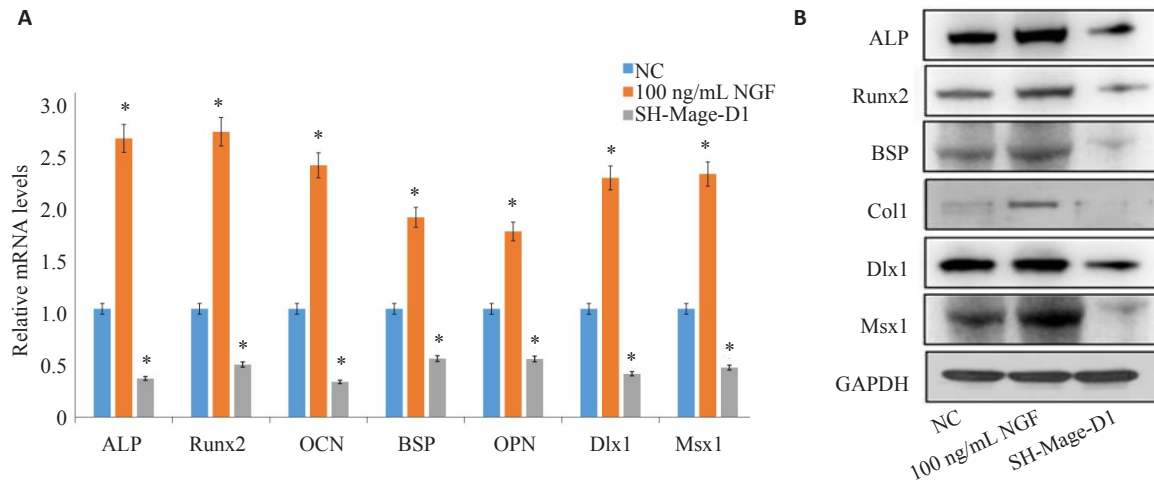 A
NC
100 ng/mL NGF
SH-Mage-D1
Relative mRNA levels
3.0
2.5
2.0
1.5
1.0
0.5
0
* * * * * * *
* * * * * * *
ALP Runx2 OCN BSP OPN Dlx1 Msx1
B
ALP
Runx2
BSP
Col1
Dlx1
Msx1
GAPDH
NC
100 ng/mL NGF
SH-Mage-D1